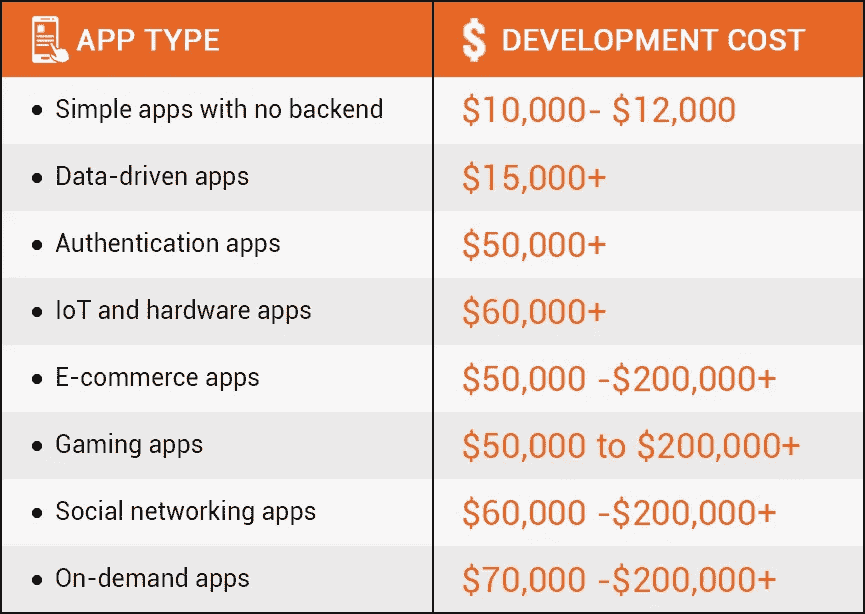 APP TYPE
$ DEVELOPMENT COST
• Simple apps with no backend
$10,000- $12,000
• Data-driven apps
$15,000+
• Authentication apps
$50,000+
• IoT and hardware apps
$60,000+
• E-commerce apps
$50,000 -$200,000+
• Gaming apps
$50,000 to $200,000+
• Social networking apps
$60,000 -$200,000+
• On-demand apps
$70,000 -$200,000+